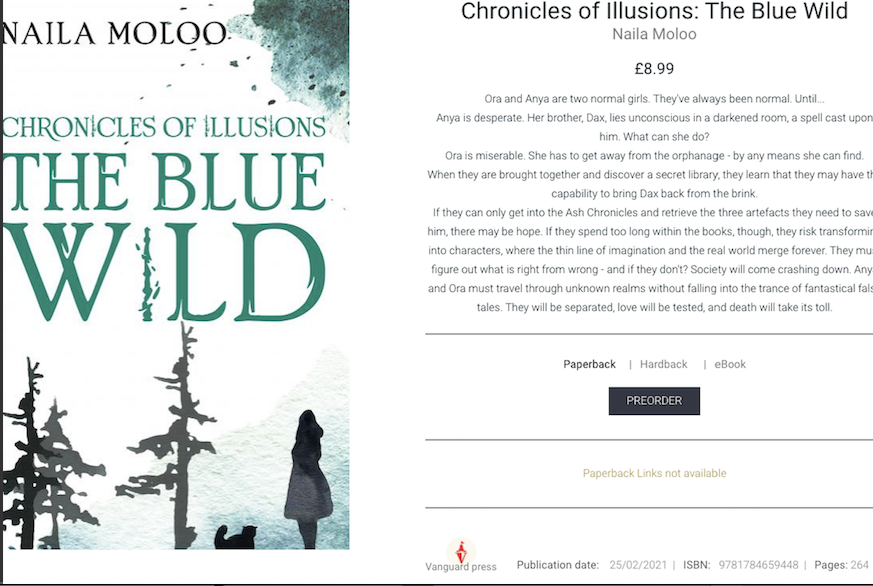 NAILA MOLOO
CHRONICLES OF ILLUSIONS
THE BLUE
WILD
Chronicles of Illusions: The Blue Wild
Naila Moloo
£8.99
Ora and Anya are two normal girls. They've always been normal. Until...
Anya is desperate. Her brother, Dax, lies unconscious in a darkened room, a spell cast upon
him. What can she do?
Ora is miserable. She has to get away from the orphanage - by any means she can find.
When they are brought together and discover a secret library, they learn that they may have th
capability to bring Dax back from the brink.
If they can only get into the Ash Chronicles and retrieve the three artefacts they need to save
him, there may be hope. If they spend too long within the books, though, they risk transformin
into characters, where the thin line of imagination and the real world merge forever. They mus
figure out what is right from wrong - and if they don't? Society will come crashing down. Any
and Ora must travel through unknown realms without falling into the trance of fantastical fals
tales. They will be separated, love will be tested, and death will take its toll.
Paperback | Hardback | eBook
PREORDER
Paperback Links not available
Vanguard press
Publication date: 25/02/2021 | ISBN: 9781784659448 | Pages: 264